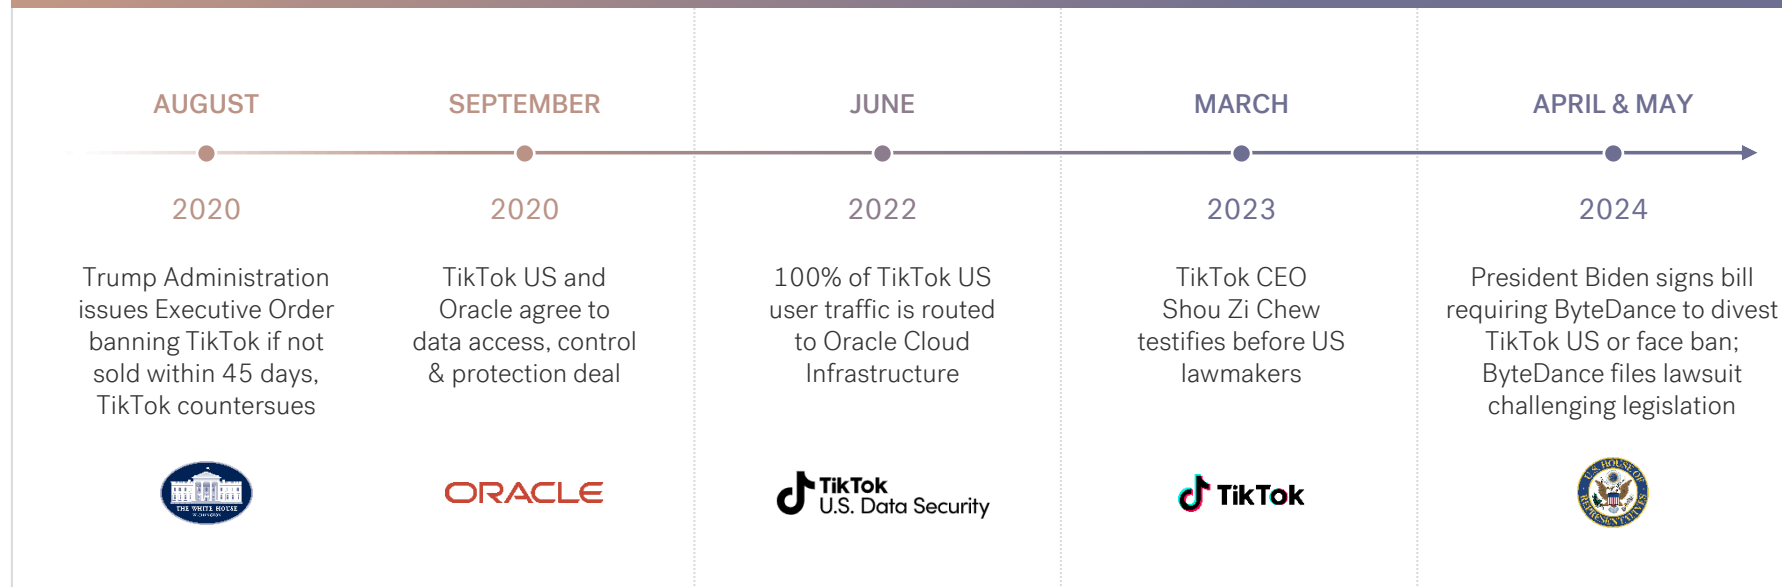 AUGUST
2020
Trump Administration
issues Executive Order
banning TikTok if not
sold within 45 days,
TikTok countersues
THE WHITE HOUSE
SEPTEMBER
2020
TikTok US and
Oracle agree to
data access, control
& protection deal
ORACLE
JUNE
2022
100% of TikTok US
user traffic is routed
to Oracle Cloud
Infrastructure
TikTok
U.S. Data Security
MARCH
2023
TikTok CEO
Shou Zi Chew
testifies before US
lawmakers
TikTok
APRIL & MAY
2024
President Biden signs bill
requiring ByteDance to divest
TikTok US or face ban;
ByteDance files lawsuit
challenging legislation
U.S. HOUSE OF
REPRESENTATIVES